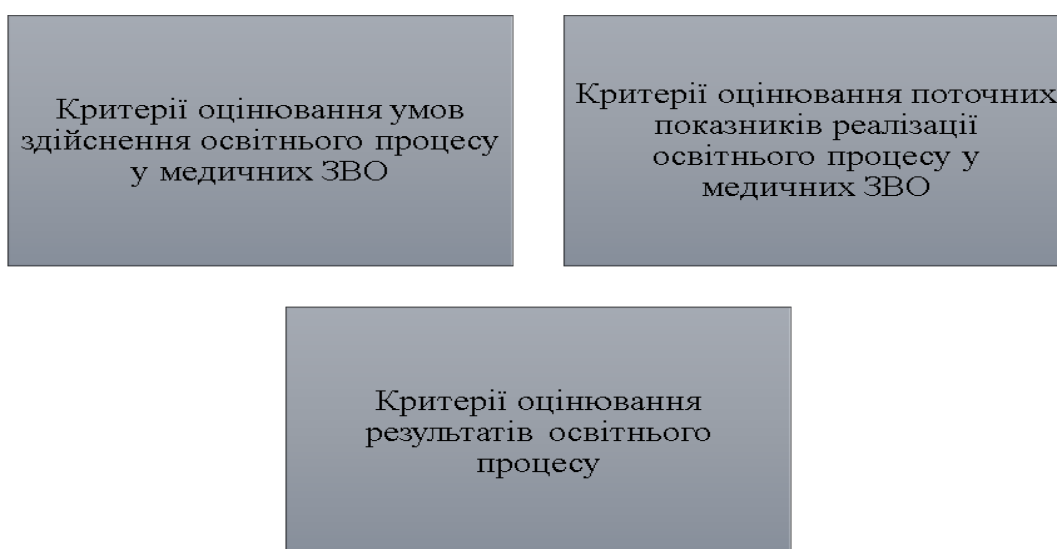 Критерії оцінювання умов
здійснення освітнього процесу
у медичних ЗВО
Критерії оцінювання поточних
показників реалізації
освітнього процесу у
медичних ЗВО
Критерії оцінювання
результатів освітнього
процесу